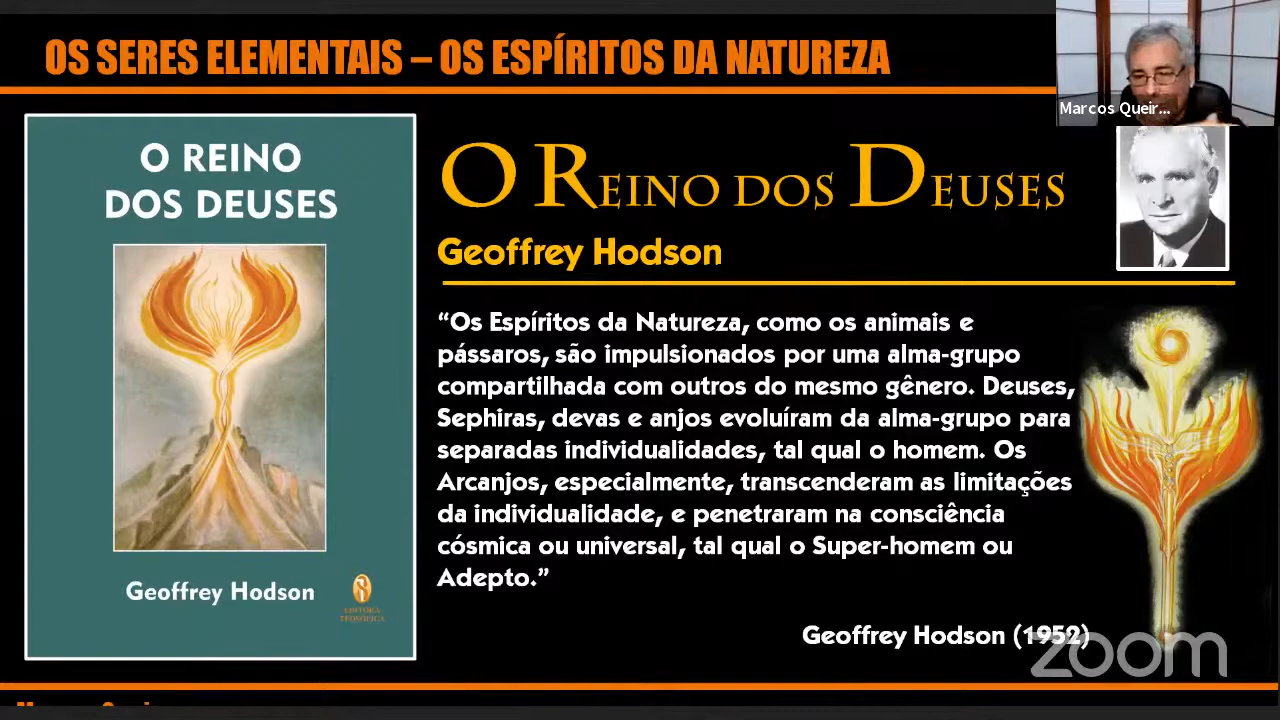 OS SERES ELEMENTAIS – OS ESPÍRITOS DA NATUREZA
Marcos Queir...
O REINO
DOS DEUSES
Geoffrey Hodson
EDITORA
TEOSÓFICA
O REINO DOS DEUSES
Geoffrey Hodson
“Os Espíritos da Natureza, como os animais e
pássaros, são impulsionados por uma alma-grupo
compartilhada com outros do mesmo gênero. Deuses,
Sephiras, devas e anjos evoluíram da alma-grupo para
separadas individualidades, tal qual o homem. Os
Arcanjos, especialmente, transcenderam as limitações
da individualidade, e penetraram na consciência
cósmica ou universal, tal qual o Super-homem ou
Adepto.”
Geoffrey Hodson (1952)
zoom